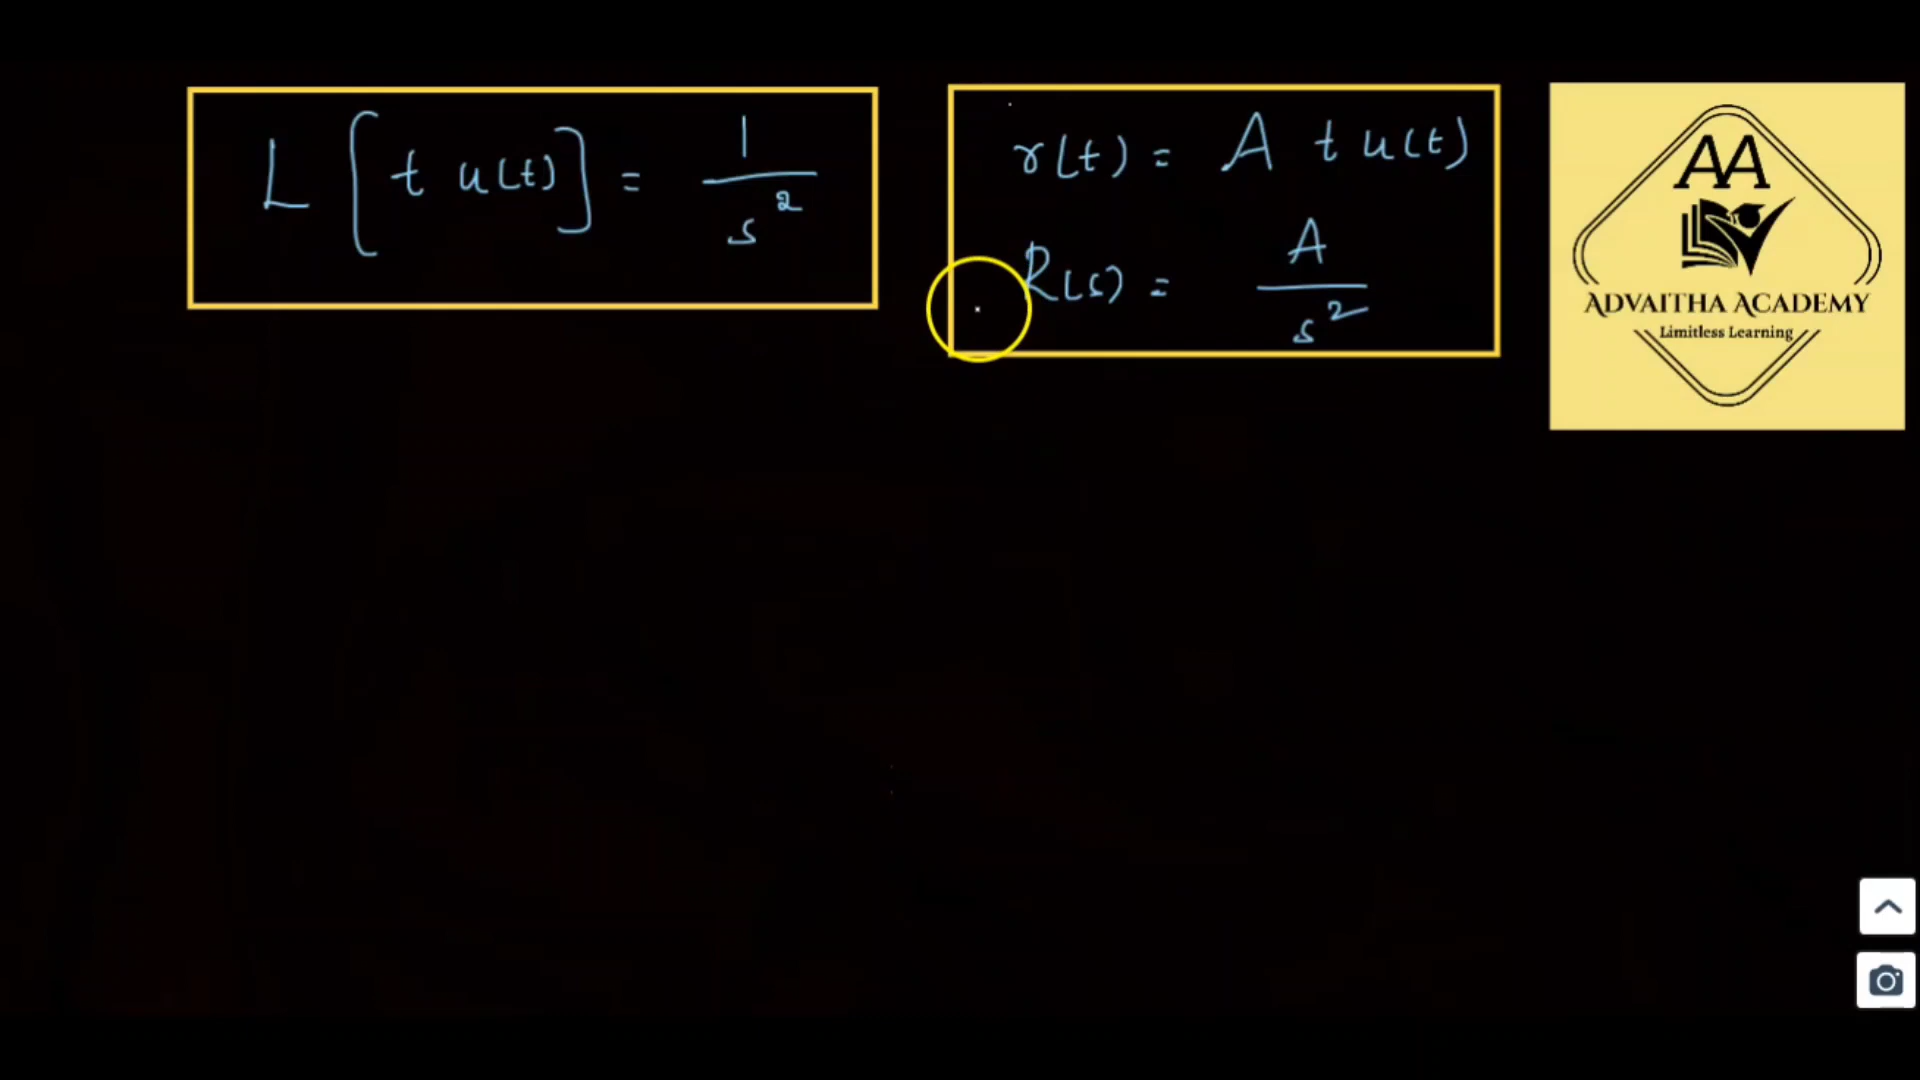 L [t u(t)] = 1/s²
r(t) = A t u(t)
R(s) = A/s²
AA
ADVAITHA ACADEMY
Limitless Learning